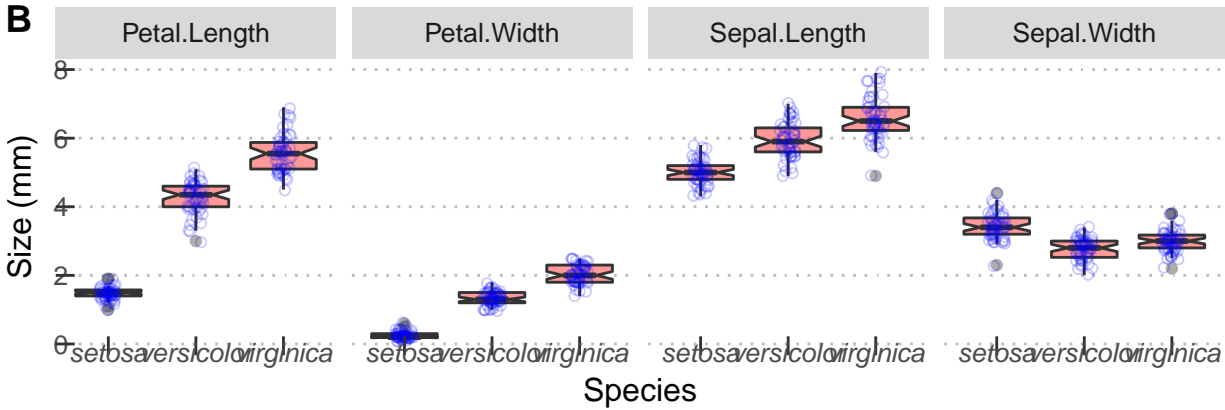 B
Petal.Length Petal.Width Sepal.Length Sepal.Width
8
6
4
2
0
Size (mm)
setosa versicolor virginica setosa versicolor virginica setosa versicolor virginica setosa versicolor virginica
Species